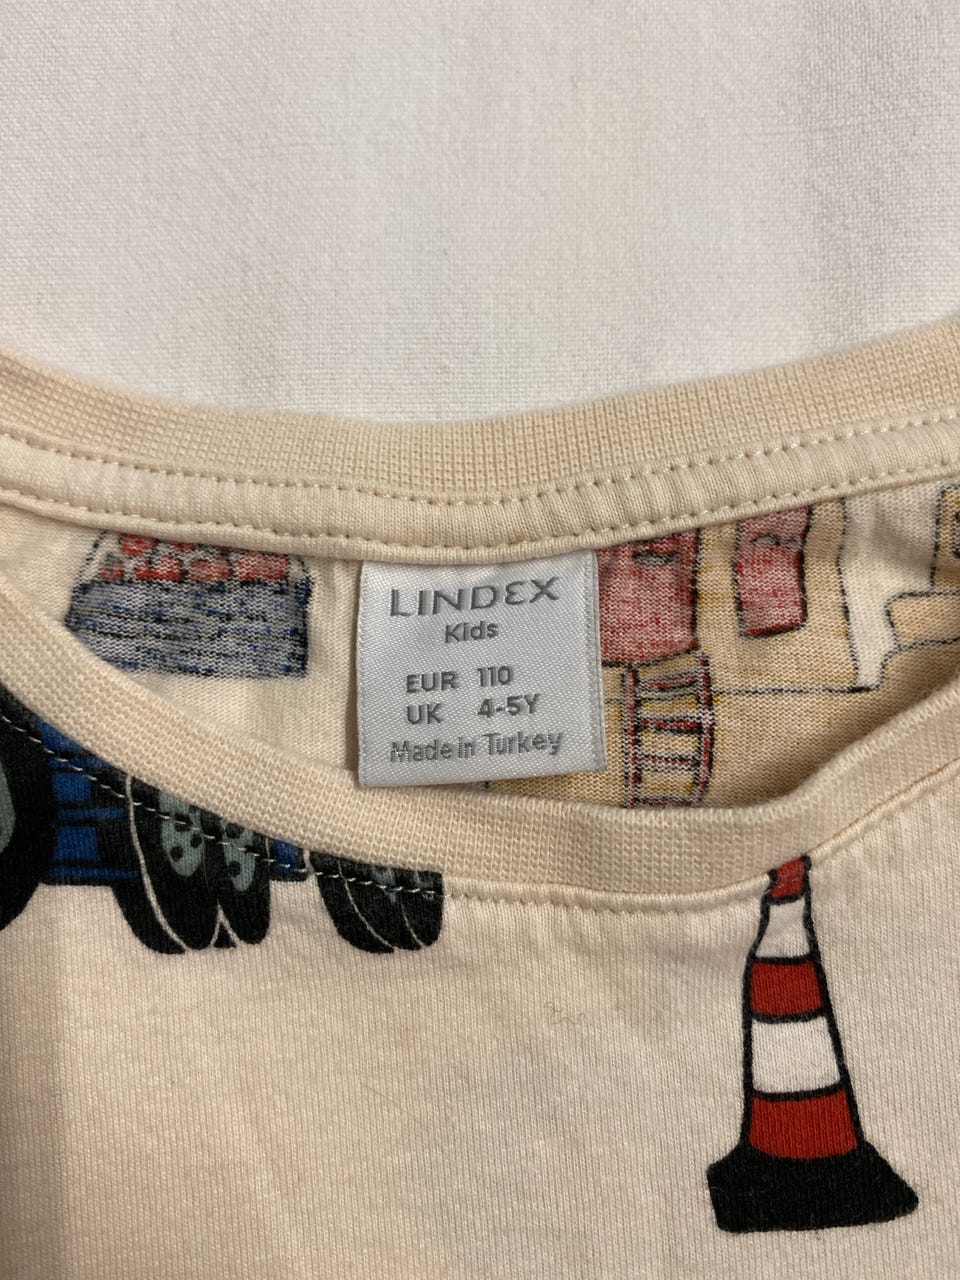 LINDEX
Kids
EUR 110
UK 4-5Y
Made in Turkey